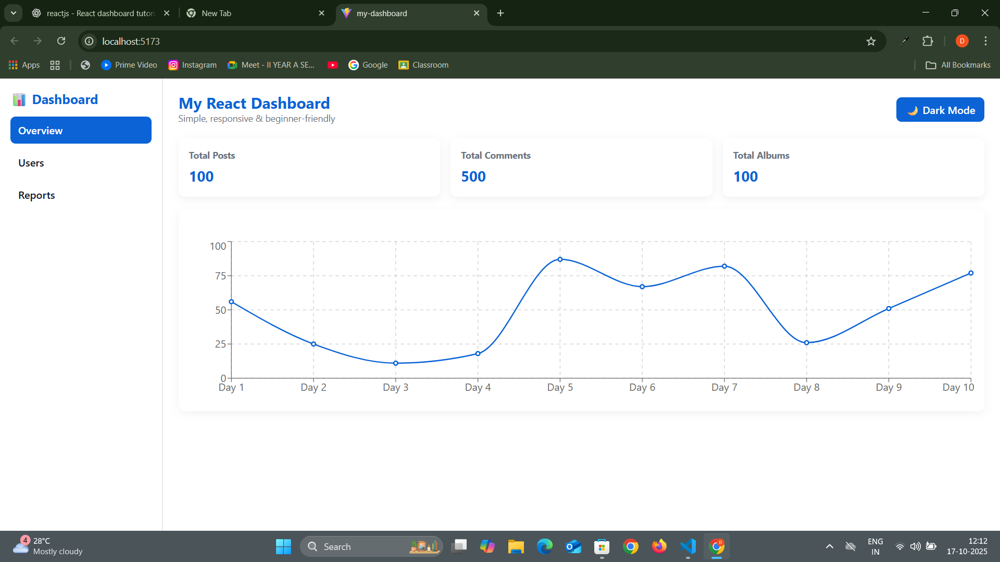 reactjs - React dashboard tutori
New Tab
my-dashboard
localhost:5173
D
Apps
Prime Video
Instagram
Meet - II YEAR A SE...
Google
Classroom
All Bookmarks
Dashboard
Overview
Users
Reports
My React Dashboard
Simple, responsive & beginner-friendly
🌙 Dark Mode
Total Posts
100
Total Comments
500
Total Albums
100
100
75
50
25
0
Day 1
Day 2
Day 3
Day 4
Day 5
Day 6
Day 7
Day 8
Day 9
Day 10
4
28°C
Mostly cloudy
Search
D
ENG
IN
12:12
17-10-2025